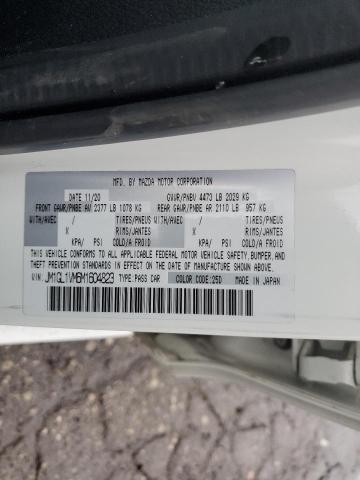 MFD. BY MAZDA MOTOR CORPORATION
DATE 11/20 GVWR/PNBV 4473 LB 2029 KG
FRONT GAWR/PNBE AV 2377 LB 1078 KG REAR GAWR/PNBE AR 2110 LB 957 KG
WITH/AVEC TIRES/PNEUS WITH/AVEC TIRES/PNEUS
X RIMS/JANTES X RIMS/JANTES
KPA/ PSI COLD/A FROID KPA/ PSI COLD/A FROID
THIS VEHICLE CONFORMS TO ALL APPLICABLE FEDERAL MOTOR VEHICLE SAFETY, BUMPER, AND
THEFT PREVENTION STANDARDS IN EFFECT ON THE DATE OF MANUFACTURE SHOWN ABOVE.
VIN: JM1GL1VM6M1604823 TYPE:PASS CAR COLOR CODE:25D MADE IN JAPAN